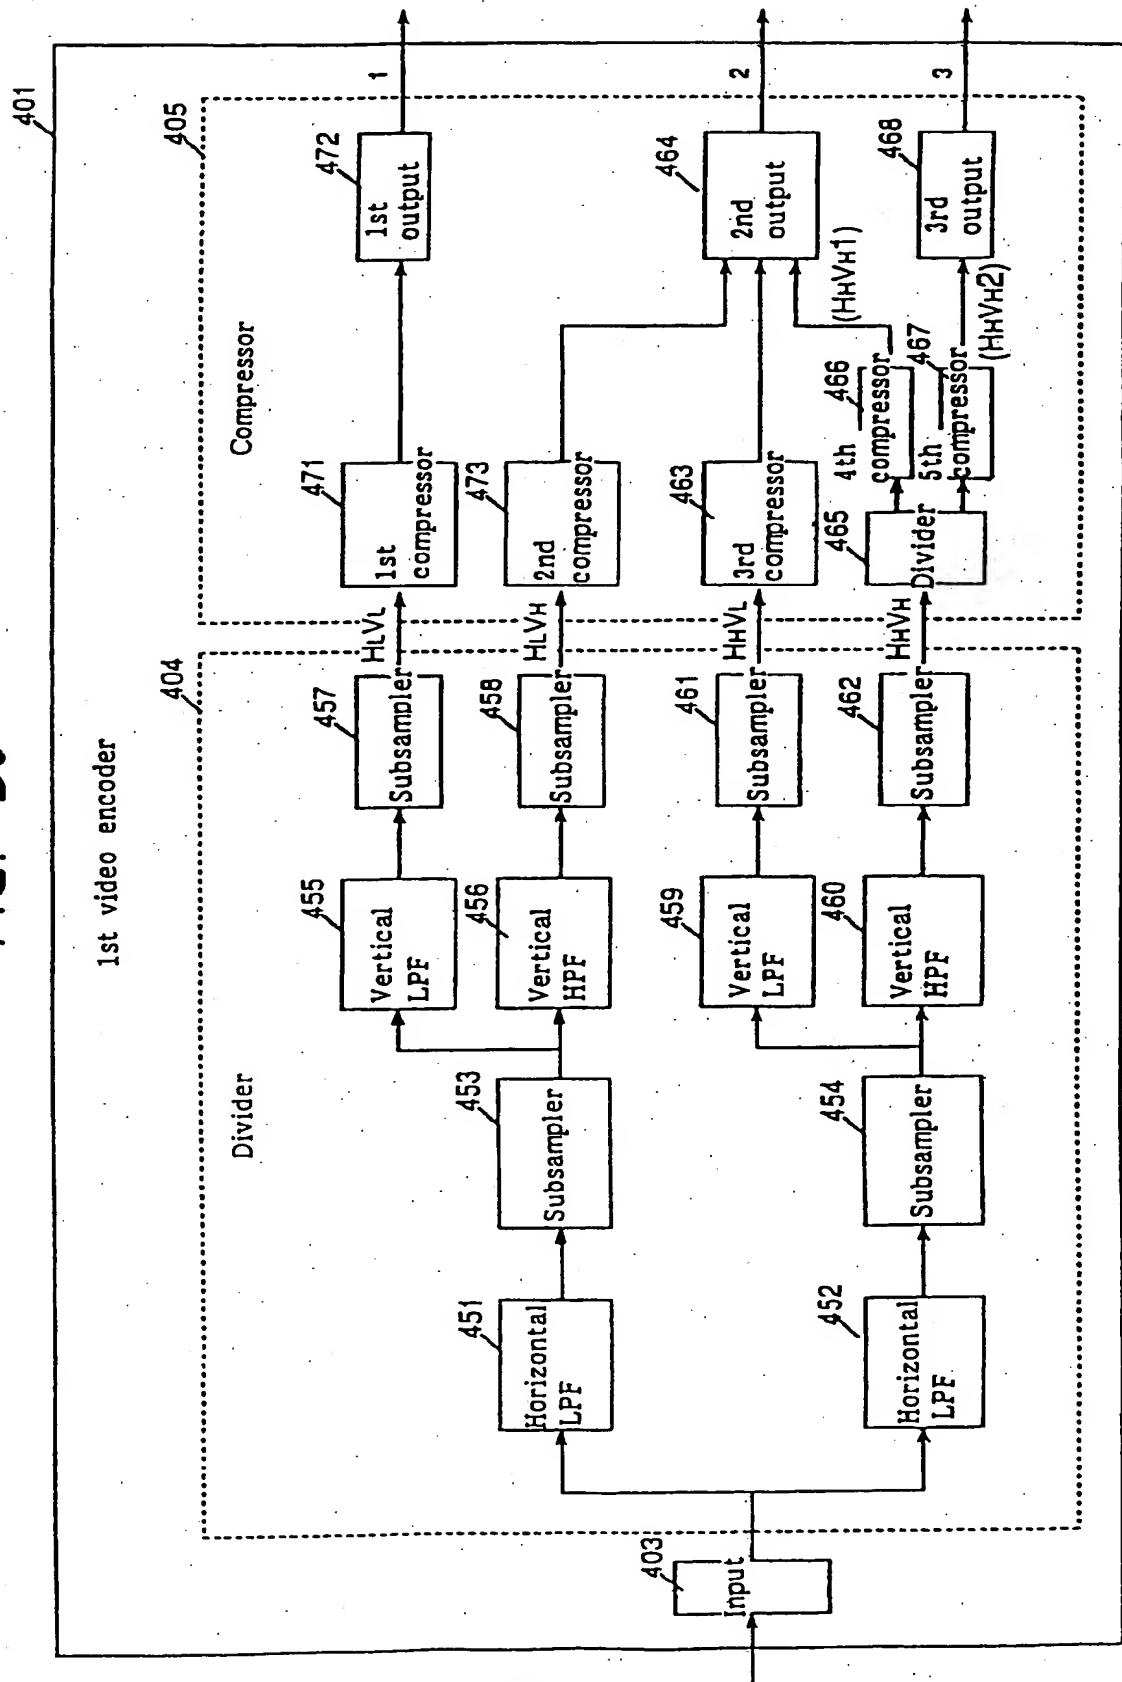 401
1st video encoder
404
405
Divider
Compressor
403
Input
451
Horizontal
LPF
453
Subsampler
455
Vertical
LPF
457
Subsampler
HLVL
471
1st
compressor
472
1st
output
1
456
Vertical
HPF
458
Subsampler
HLVH
473
2nd
compressor
452
Horizontal
LPF
454
Subsampler
459
Vertical
LPF
461
Subsampler
HHVL
463
3rd
compressor
464
2nd
output
2
460
Vertical
HPF
462
Subsampler
HHVH
465
Divider
466
4th
compressor
(HHVH1)
467
5th
compressor
(HHVH2)
468
3rd
output
3